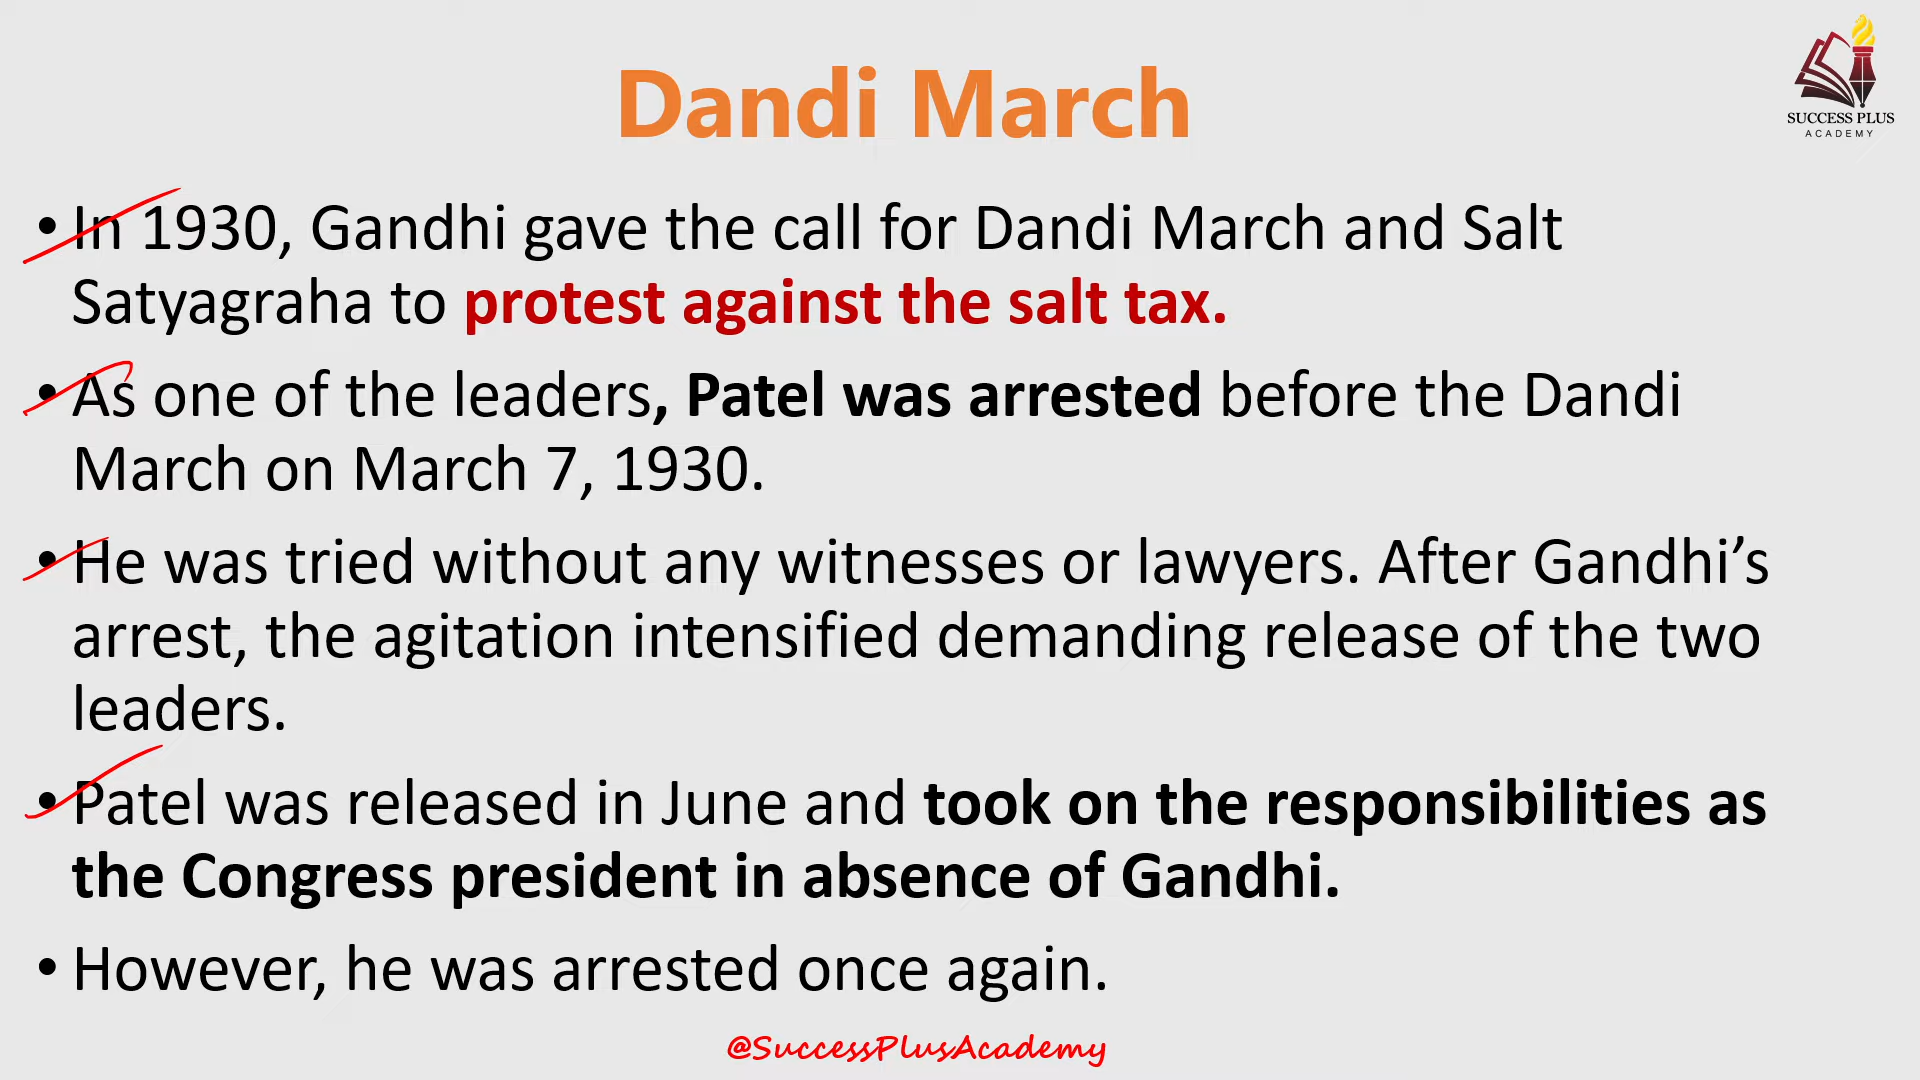 Dandi March
SUCCESS PLUS
ACADEMY
• In 1930, Gandhi gave the call for Dandi March and Salt
Satyagraha to protest against the salt tax.
• As one of the leaders, Patel was arrested before the Dandi
March on March 7, 1930.
• He was tried without any witnesses or lawyers. After Gandhi’s
arrest, the agitation intensified demanding release of the two
leaders.
• Patel was released in June and took on the responsibilities as
the Congress president in absence of Gandhi.
• However, he was arrested once again.
@SuccessPlusAcademy